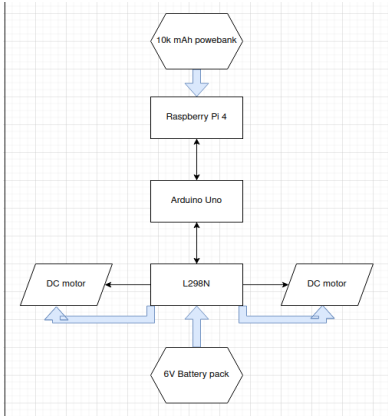 10k mAh powebank
Raspberry Pi 4
Arduino Uno
DC motor
L298N
DC motor
6V Battery pack